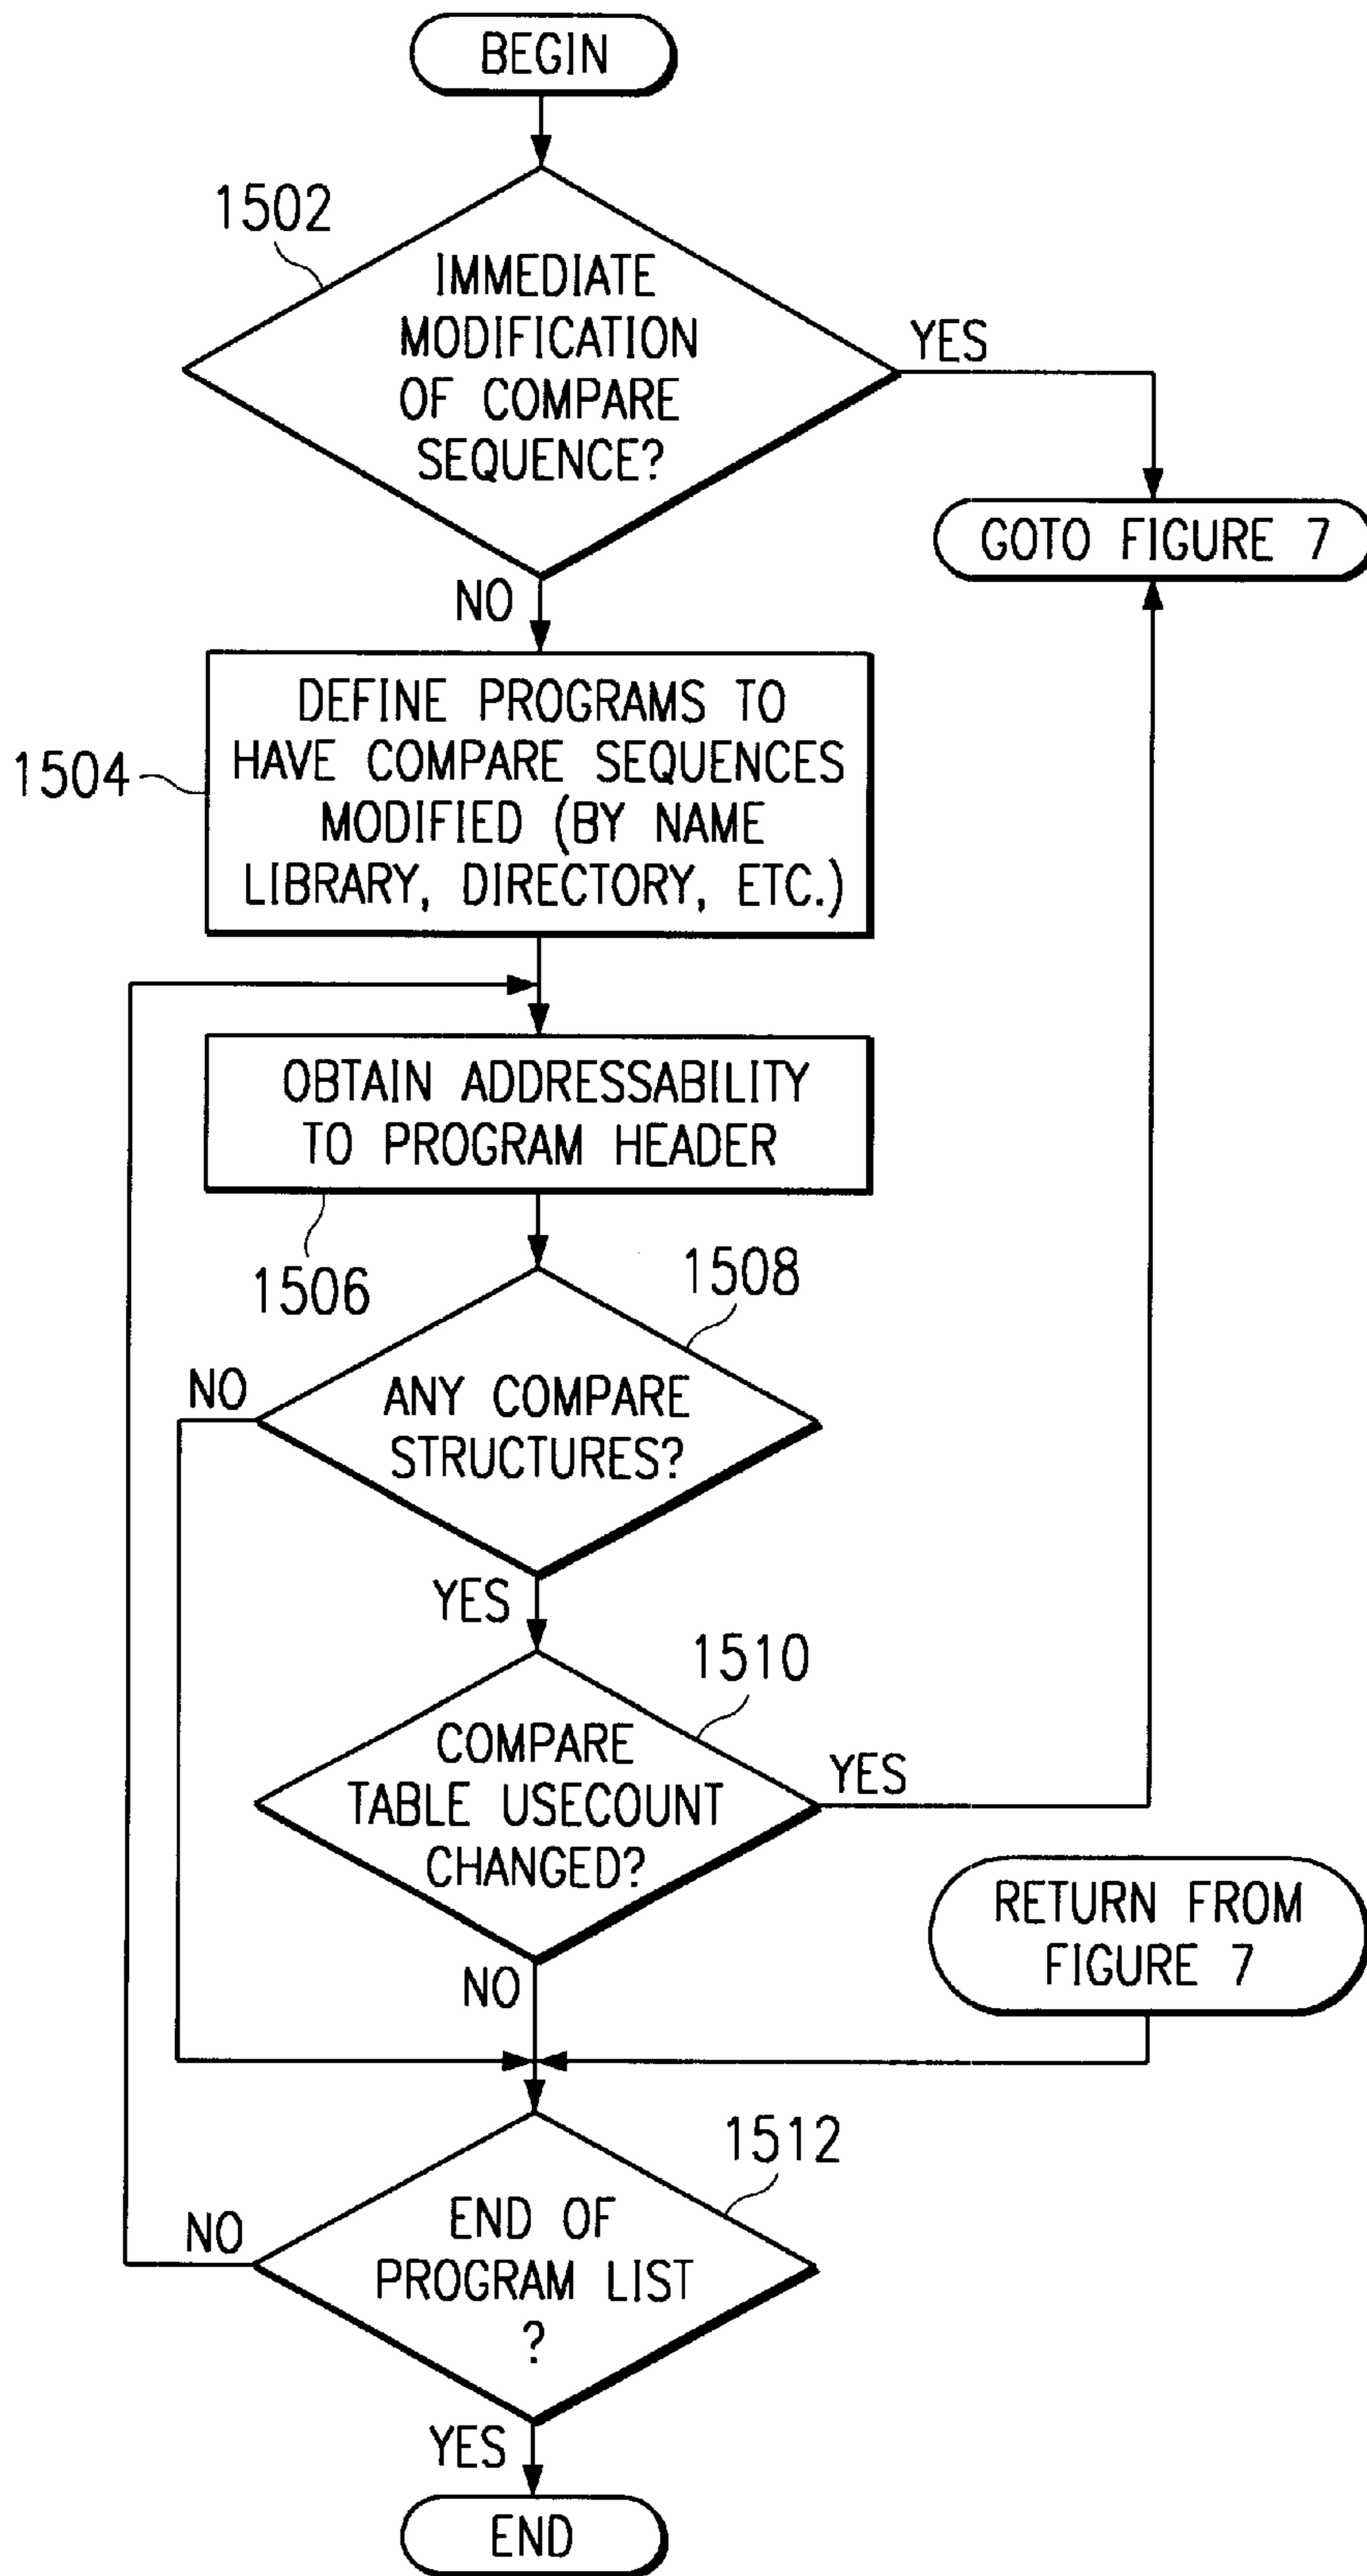 BEGIN
1502
IMMEDIATE
MODIFICATION
OF COMPARE
SEQUENCE?
YES
GOTO FIGURE 7
NO
DEFINE PROGRAMS TO
HAVE COMPARE SEQUENCES
MODIFIED (BY NAME
LIBRARY, DIRECTORY, ETC.)
1504
OBTAIN ADDRESSABILITY
TO PROGRAM HEADER
1506
1508
NO
ANY COMPARE
STRUCTURES?
YES
1510
COMPARE
TABLE USECOUNT
CHANGED?
YES
RETURN FROM
FIGURE 7
NO
1512
NO
END OF
PROGRAM LIST
?
YES
END